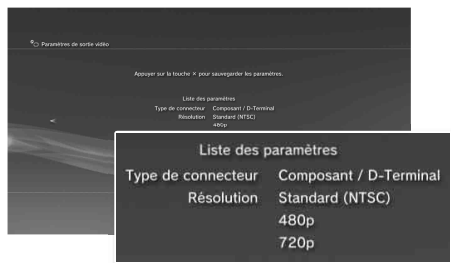 Paramètres de sortie vidéo
Appuyer sur la touche × pour sauvegarder les paramètres.
Liste des paramètres
Type de connecteur Composant / D-Terminal
Résolution Standard (NTSC)
480p
Liste des paramètres
Type de connecteur Composant / D-Terminal
Résolution Standard (NTSC)
480p
720p